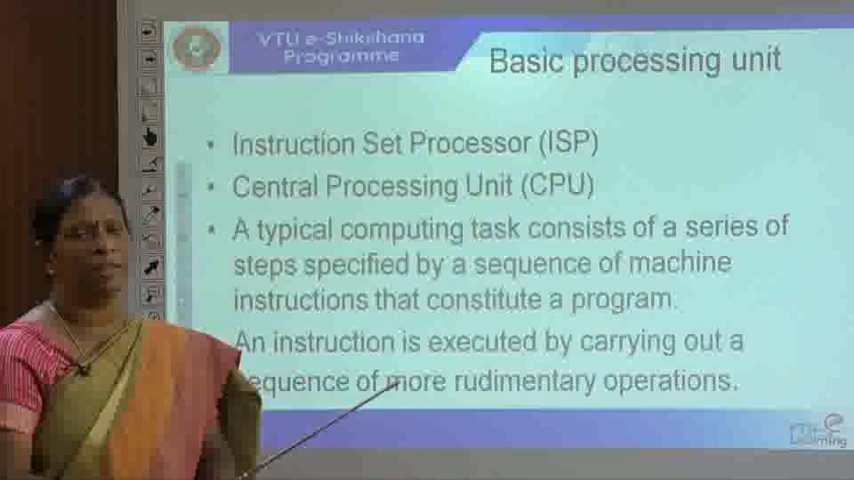 VTU e-Shikshana
Programme
Basic processing unit
• Instruction Set Processor (ISP)
• Central Processing Unit (CPU)
• A typical computing task consists of a series of
steps specified by a sequence of machine
instructions that constitute a program.
An instruction is executed by carrying out a
equence of more rudimentary operations.
VTU e
Learning